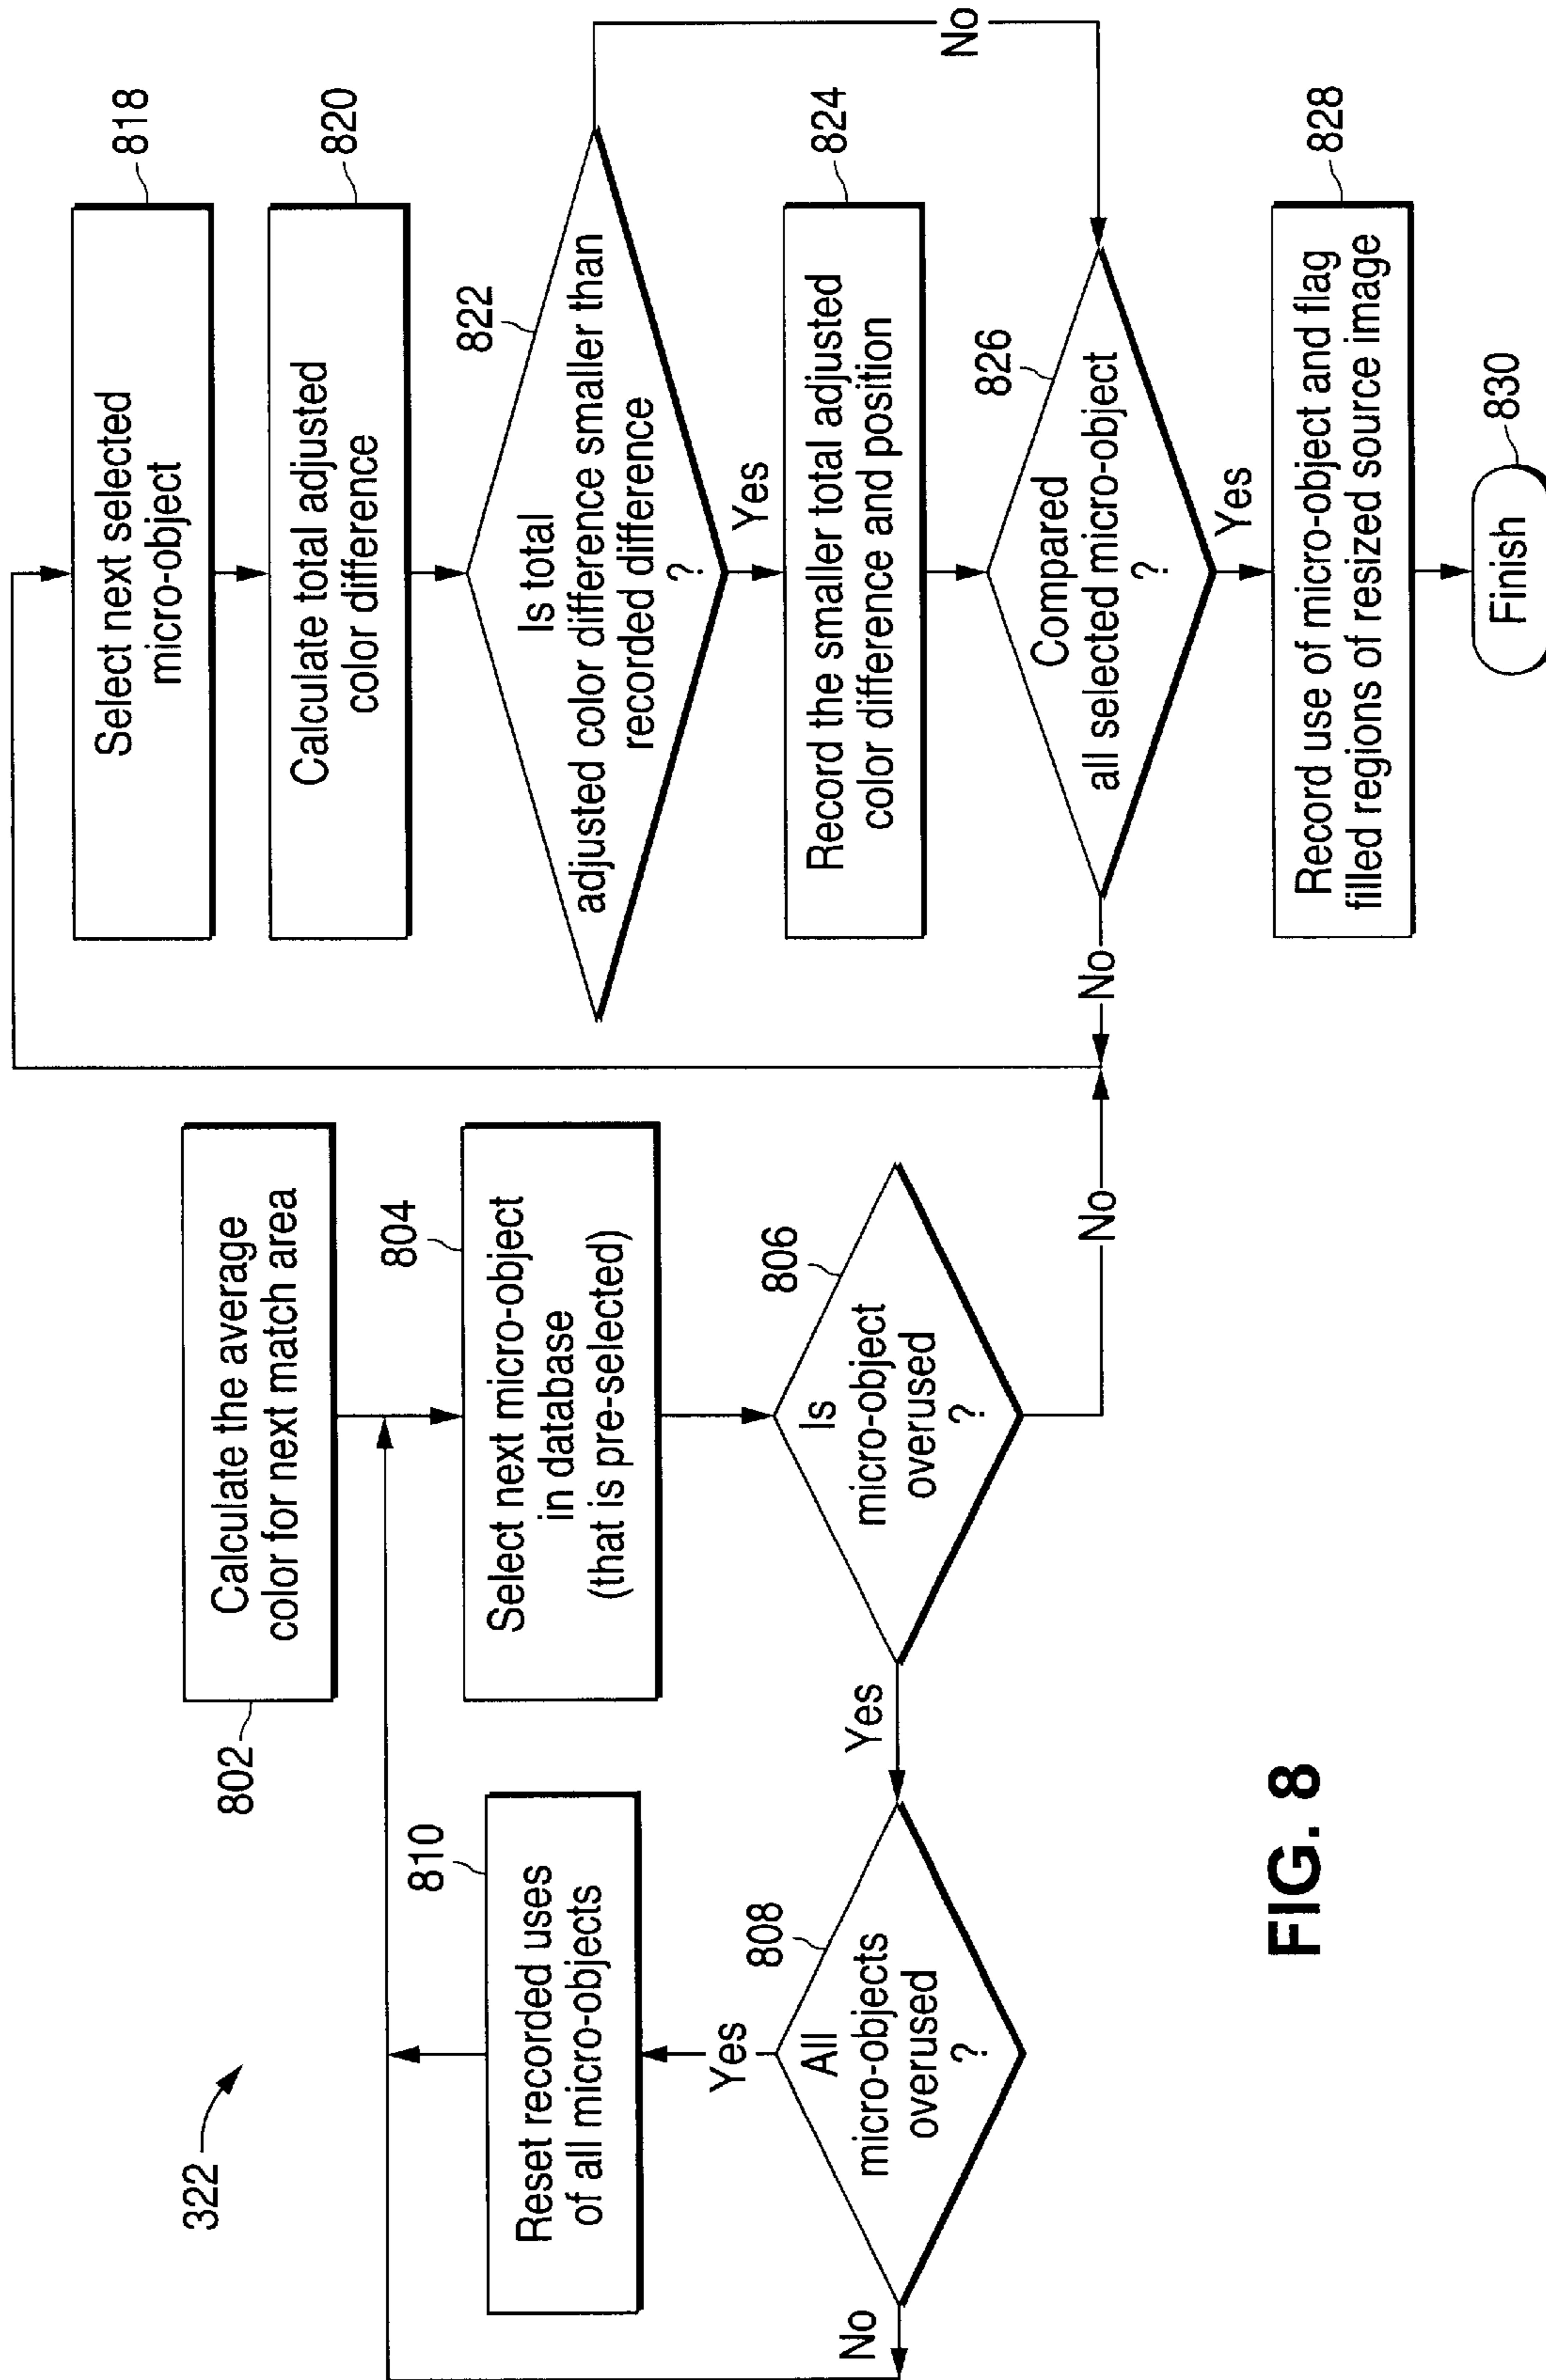 322
802
Calculate the average
color for next match area
804
Select next micro-object
in database
(that is pre-selected)
806
Is
micro-object
overused
?
Yes
No
808
All
micro-objects
overused
?
Yes
No
810
Reset recorded uses
of all micro-objects
818
Select next selected
micro-object
820
Calculate total adjusted
color difference
822
Is total
adjusted color difference smaller than
recorded difference
?
Yes
No
824
Record the smaller total adjusted
color difference and position
826
Compared
all selected micro-object
?
No
Yes
828
Record use of micro-object and flag
filled regions of resized source image
Finish
830
FIG. 8